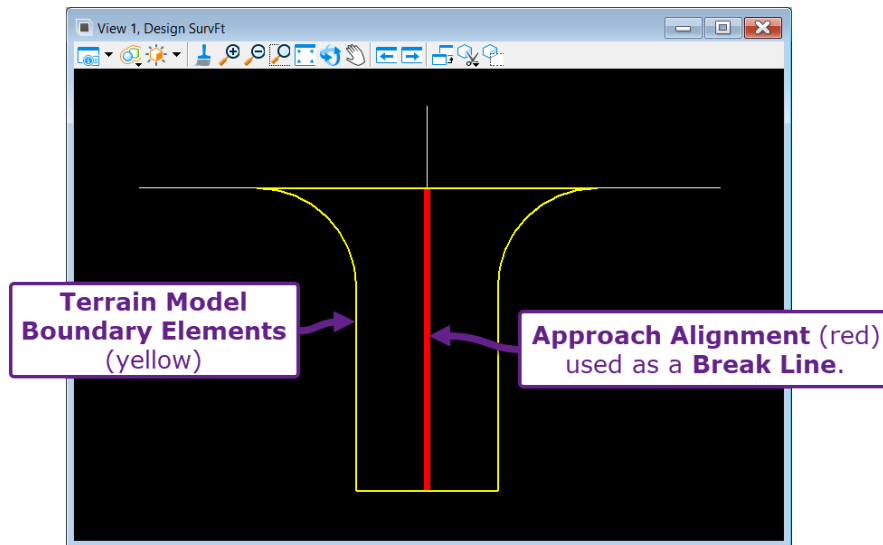 View 1, Design SurvFt
Terrain Model
Boundary Elements
(yellow)
Approach Alignment (red)
used as a Break Line.